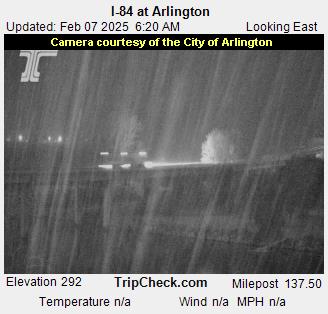 I-84 at Arlington
Updated: Feb 07 2025 6:20 AM Looking East
Camera courtesy of the City of Arlington
Elevation 292 TripCheck.com Milepost 137.50
Temperature n/a Wind n/a MPH n/a